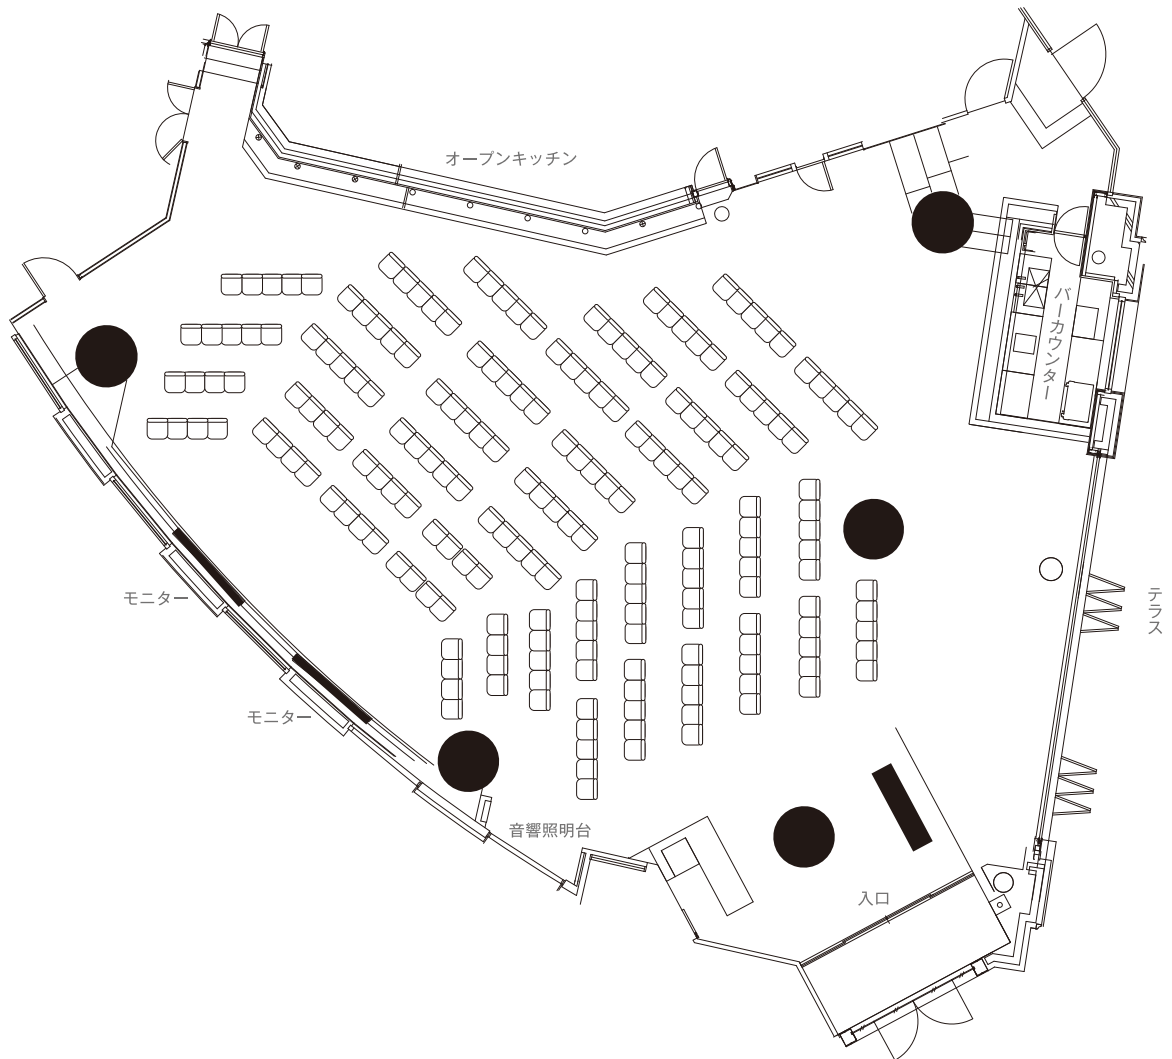 オープンキッチン
バーカウンター
モニター
テラス
モニター
音響照明台
入口